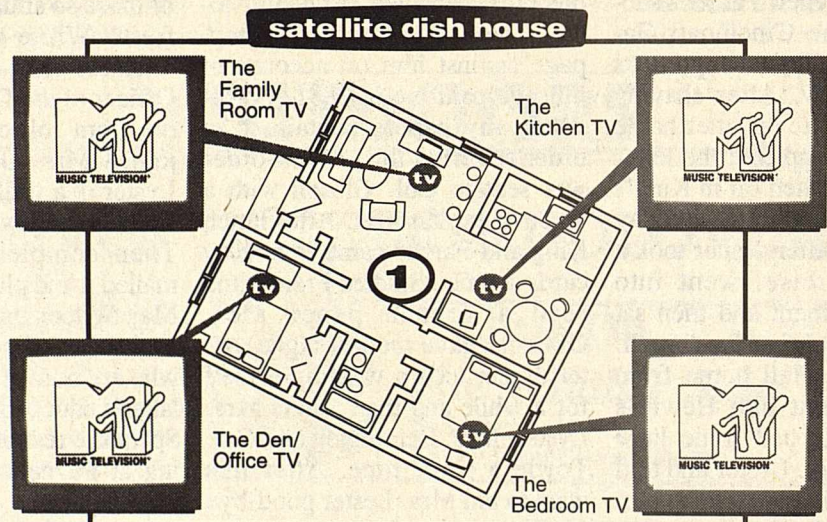 satellite dish house
The
Family
Room TV
The
Kitchen TV
MTV
MUSIC TELEVISION®
MTV
MUSIC TELEVISION®
tv
1
tv
tv
MTV
MUSIC TELEVISION®
MTV
MUSIC TELEVISION®
tv
The Den/
Office TV
The
Bedroom TV